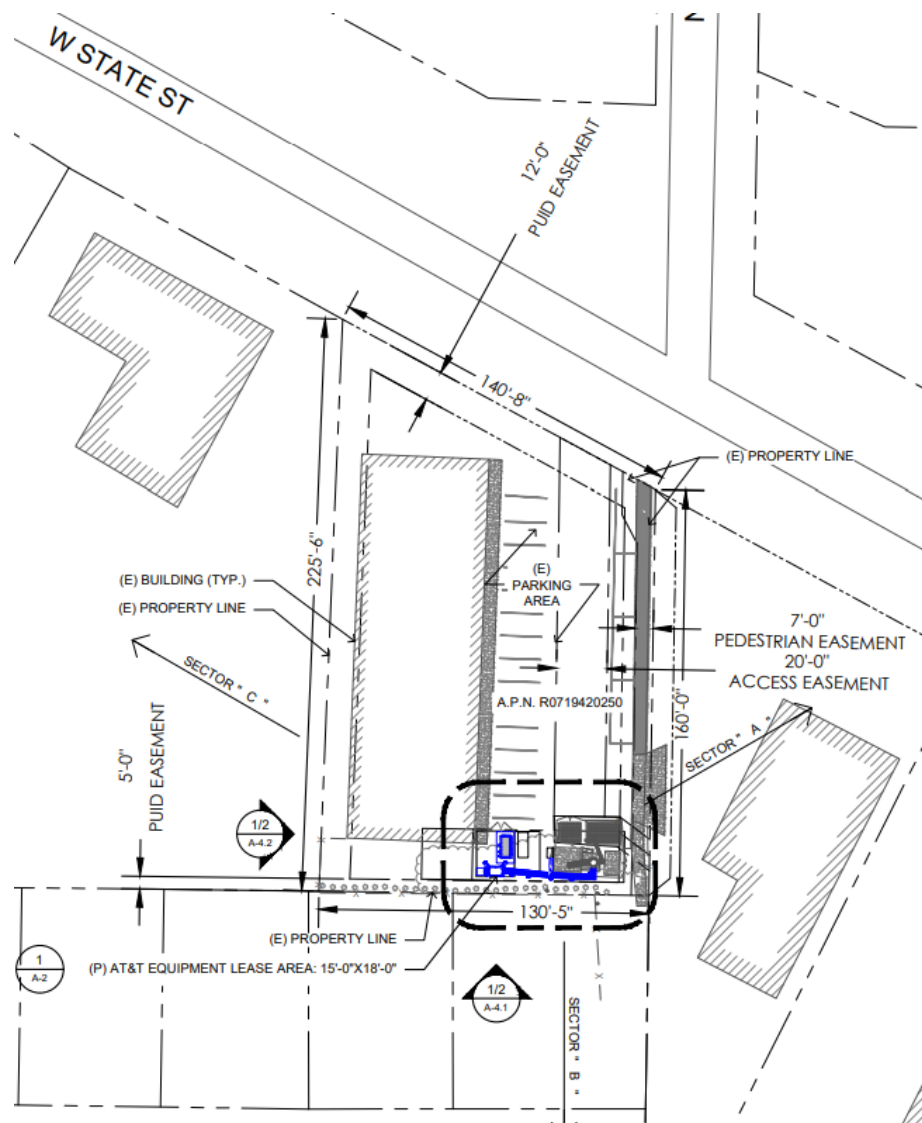 W STATE ST
12'-0"
PUID EASEMENT
140'-8"
(E) PROPERTY LINE
225'-6"
(E) BUILDING (TYP.)
(E) PROPERTY LINE
SECTOR " C "
(E)
PARKING
AREA
7'-0"
PEDESTRIAN EASEMENT
20'-0"
ACCESS EASEMENT
A.P.N. R0719420250
160'-0"
SECTOR " A "
5'-0"
PUID EASEMENT
1/2
A-4.2
130'-5"
(E) PROPERTY LINE
(P) AT&T EQUIPMENT LEASE AREA: 15'-0"X18'-0"
1
A-2
1/2
A-4.1
SECTOR " B "